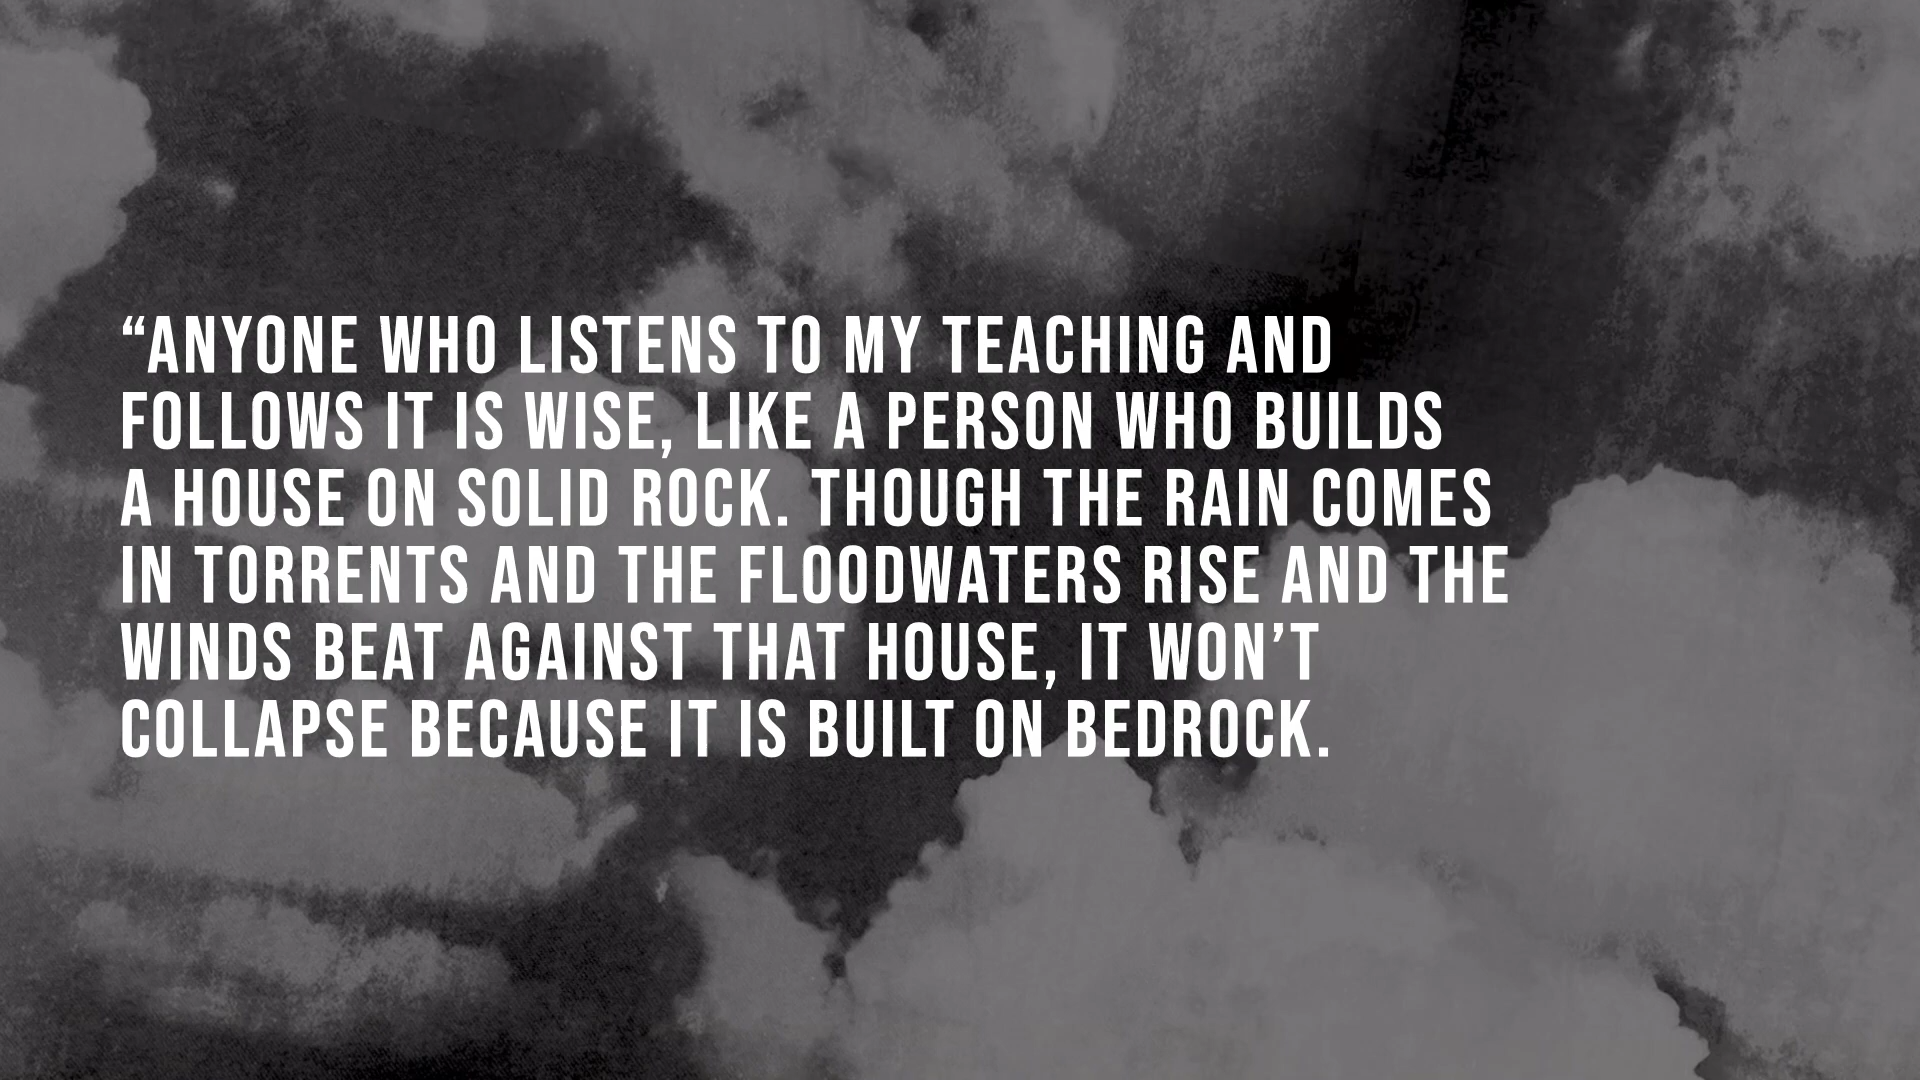 “ANYONE WHO LISTENS TO MY TEACHING AND
FOLLOWS IT IS WISE, LIKE A PERSON WHO BUILDS
A HOUSE ON SOLID ROCK. THOUGH THE RAIN COMES
IN TORRENTS AND THE FLOODWATERS RISE AND THE
WINDS BEAT AGAINST THAT HOUSE, IT WON’T
COLLAPSE BECAUSE IT IS BUILT ON BEDROCK.